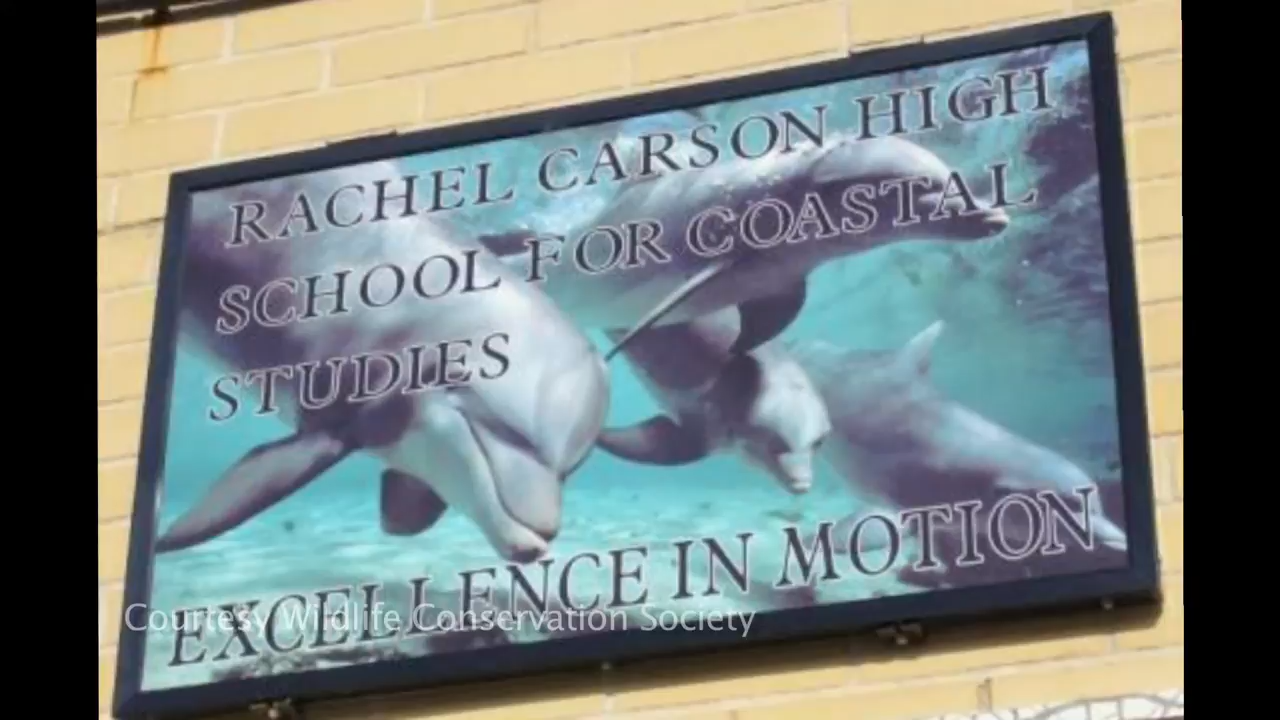 RACHEL CARSON HIGH
SCHOOL FOR COASTAL
STUDIES
EXCELLENCE IN MOTION
Courtesy Wildlife Conservation Society